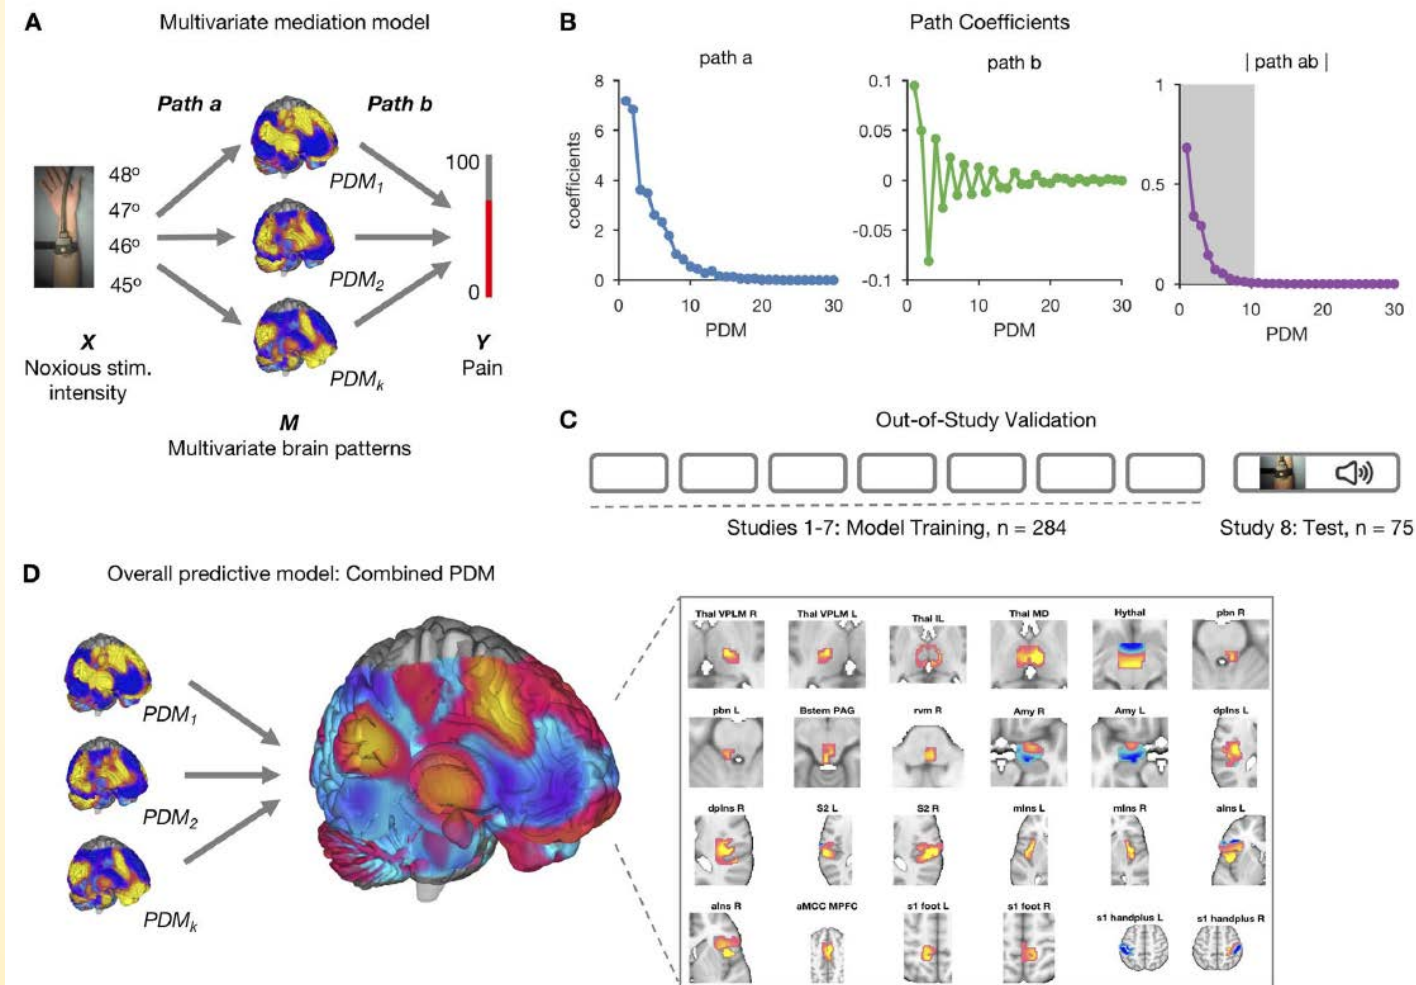 A
Multivariate mediation model
Path a
Path b
48º
47º
46º
45º
PDM1
PDM2
PDMk
100
0
X
Noxious stim.
intensity
Y
Pain
M
Multivariate brain patterns
B
Path Coefficients
path a
coefficients
8
6
4
2
0
0 10 20 30
PDM
path b
0.1
0.05
0
-0.05
-0.1
0 10 20 30
PDM
| path ab |
1
0.5
0
0 10 20 30
PDM
C
Out-of-Study Validation
Studies 1-7: Model Training, n = 284
Study 8: Test, n = 75
D
Overall predictive model: Combined PDM
PDM1
PDM2
PDMk
Thal VPLM R Thal VPLM L Thal IL Thal MD Hythal pbn R
pbn L Bstem PAG rvm R Amy R Amy L dpIns L
dpIns R S2 L S2 R mIns L mIns R aIns L
aIns R aMCC MPFC s1 foot L s1 foot R s1 handplus L s1 handplus R